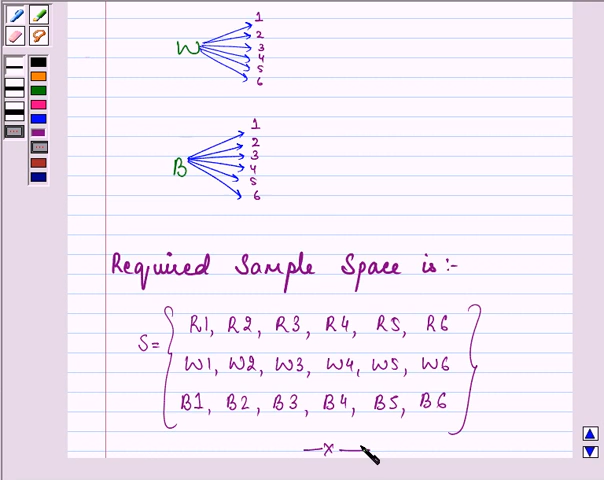 1
2
W 3
4
5
6
1
2
3
B 4
5
6
Required Sample Space is :-
R1, R2, R3, R4, R5, R6
S= W1, W2, W3, W4, W5, W6
B1, B2, B3, B4, B5, B6
—x—